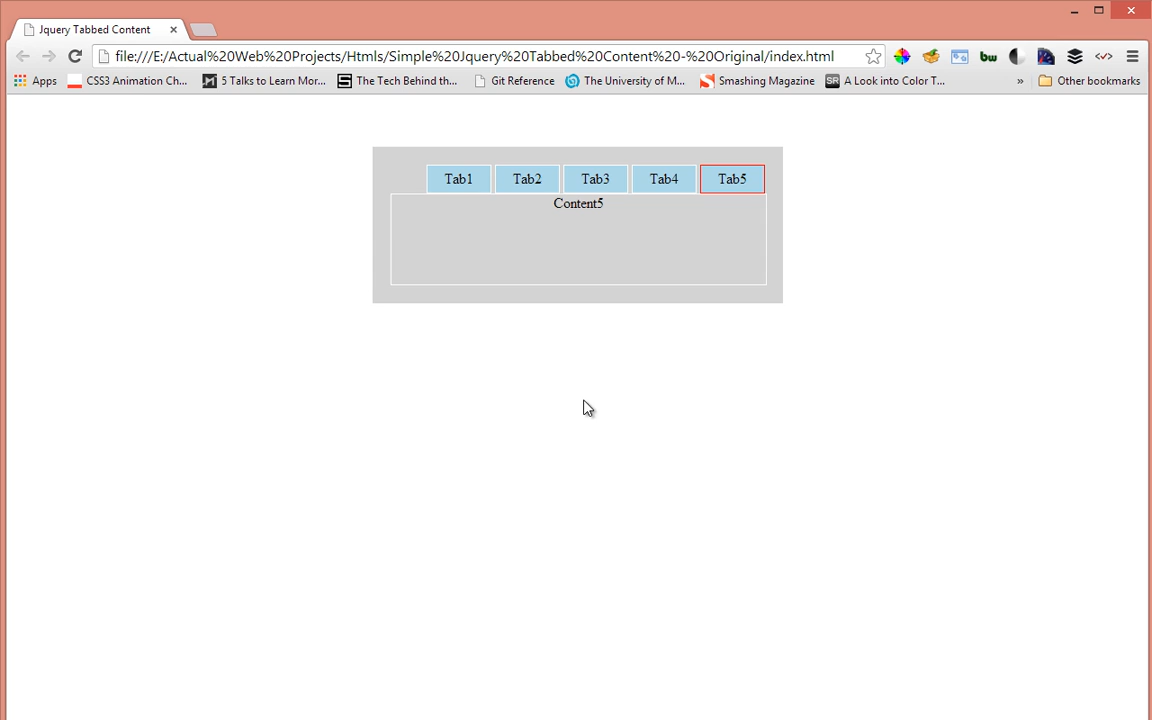 Jquery Tabbed Content
file:///E:/Actual%20Web%20Projects/Htmls/Simple%20Jquery%20Tabbed%20Content%20-%20Original/index.html
bw
Apps CSS3 Animation Ch... 5 Talks to Learn Mor... The Tech Behind th... Git Reference The University of M... Smashing Magazine SR A Look into Color T... » Other bookmarks
Tab1 Tab2 Tab3 Tab4 Tab5
Content5